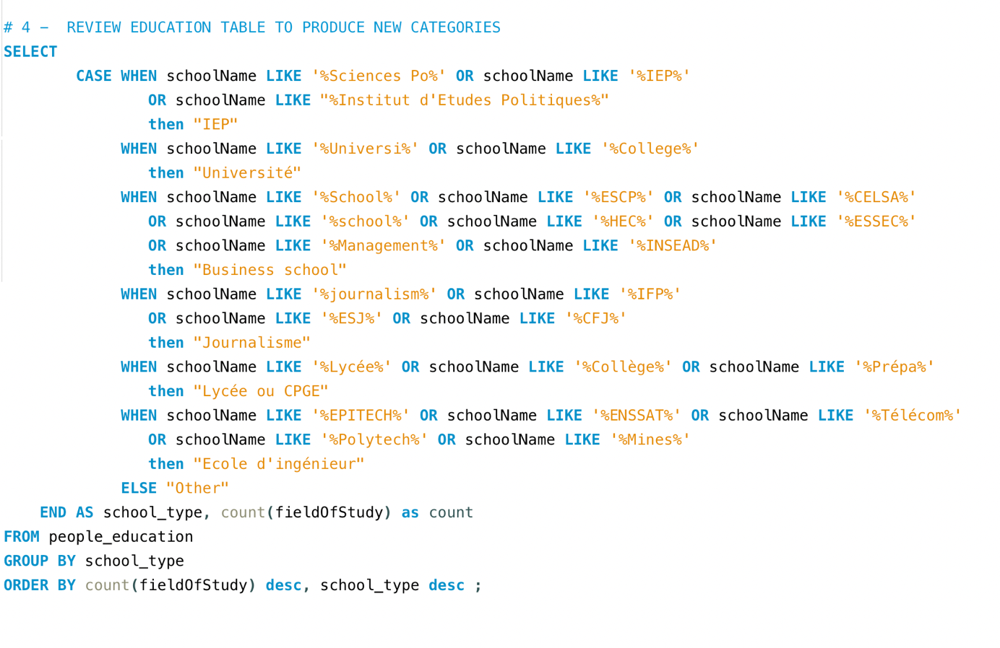 # 4 –  REVIEW EDUCATION TABLE TO PRODUCE NEW CATEGORIES
SELECT
        CASE WHEN schoolName LIKE '%Sciences Po%' OR schoolName LIKE '%IEP%'
                OR schoolName LIKE "%Institut d'Etudes Politiques%"
                then "IEP"
             WHEN schoolName LIKE '%Universi%' OR schoolName LIKE '%College%'
                then "Université"
             WHEN schoolName LIKE '%School%' OR schoolName LIKE '%ESCP%' OR schoolName LIKE '%CELSA%'
                OR schoolName LIKE '%school%' OR schoolName LIKE '%HEC%' OR schoolName LIKE '%ESSEC%'
                OR schoolName LIKE '%Management%' OR schoolName LIKE '%INSEAD%'
                then "Business school"
             WHEN schoolName LIKE '%journalism%' OR schoolName LIKE '%IFP%'
                OR schoolName LIKE '%ESJ%' OR schoolName LIKE '%CFJ%'
                then "Journalisme"
             WHEN schoolName LIKE '%Lycée%' OR schoolName LIKE '%Collège%' OR schoolName LIKE '%Prépa%'
                then "Lycée ou CPGE"
             WHEN schoolName LIKE '%EPITECH%' OR schoolName LIKE '%ENSSAT%' OR schoolName LIKE '%Télécom%'
                OR schoolName LIKE '%Polytech%' OR schoolName LIKE '%Mines%'
                then "Ecole d'ingénieur"
             ELSE "Other"
    END AS school_type, count(fieldOfStudy) as count
FROM people_education
GROUP BY school_type
ORDER BY count(fieldOfStudy) desc, school_type desc ;